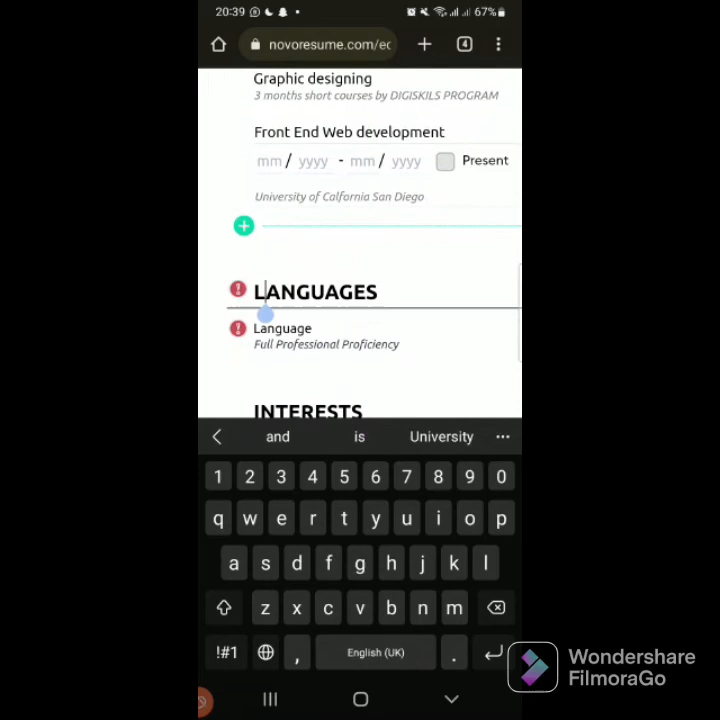 20:39 67%
novoresume.com/ec 4
Graphic designing
3 months short courses by DIGISKILS PROGRAM
Front End Web development
mm / yyyy - mm / yyyy Present
University of Calfornia San Diego
LANGUAGES
Language
Full Professional Proficiency
INTERESTS
and is University
1 2 3 4 5 6 7 8 9 0
q w e r t y u i o p
a s d f g h j k l
z x c v b n m
!#1 , English (UK) .
Wondershare
FilmoraGo